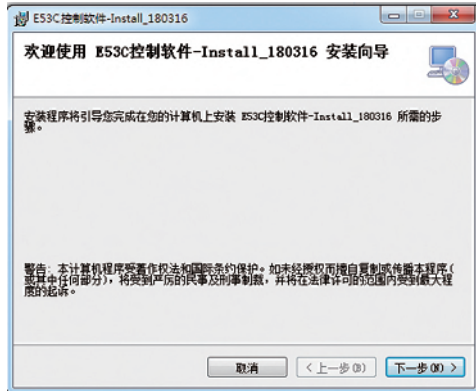 E53C控制软件-Install_180316
欢迎使用 E53C控制软件-Install_180316 安装向导
安装程序将引导您完成在您的计算机上安装 E53C控制软件-Install_180316 所需的步
骤。
警告: 本计算机程序受著作权法和国际条约保护。如未经授权而擅自复制或传播本程序(
或其中任何部分)，将受到严厉的民事及刑事制裁，并将在法律许可的范围内受到最大程
度的起诉。
取消
< 上一步(B)
下一步(N) >